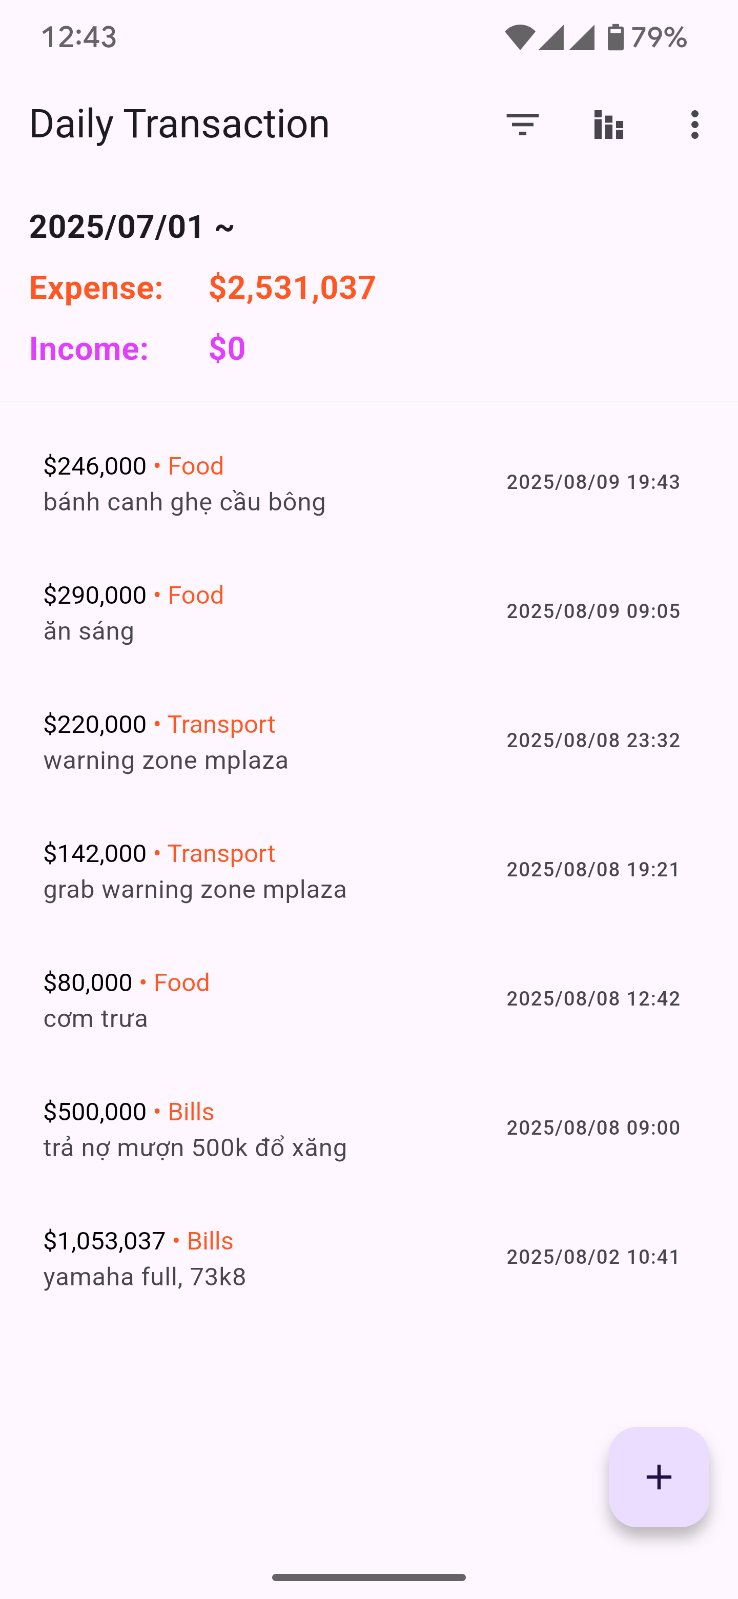 12:43 79%
Daily Transaction
2025/07/01 ~
Expense: $2,531,037
Income: $0
$246,000 • Food
bánh canh ghẹ cầu bông
2025/08/09 19:43
$290,000 • Food
ăn sáng
2025/08/09 09:05
$220,000 • Transport
warning zone mplaza
2025/08/08 23:32
$142,000 • Transport
grab warning zone mplaza
2025/08/08 19:21
$80,000 • Food
cơm trưa
2025/08/08 12:42
$500,000 • Bills
trả nợ mượn 500k đổ xăng
2025/08/08 09:00
$1,053,037 • Bills
yamaha full, 73k8
2025/08/02 10:41
+